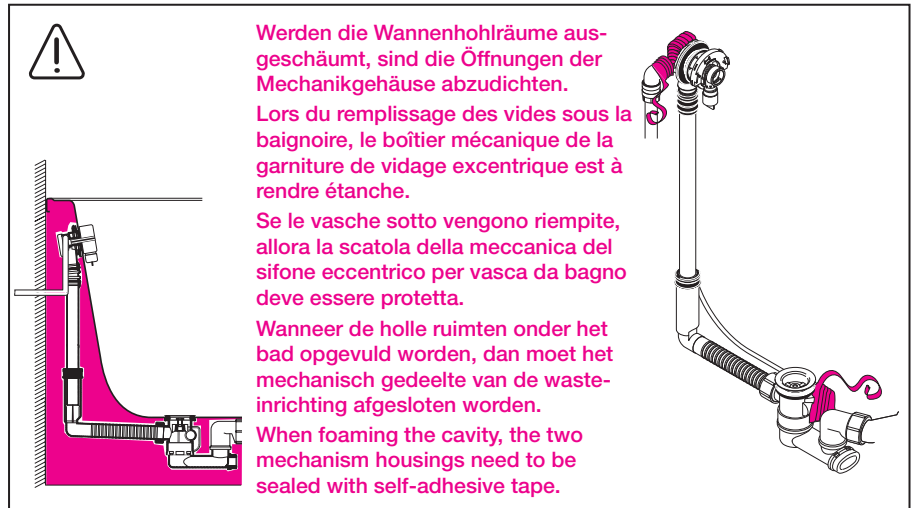 Werden die Wannenhohlräume aus-
geschäumt, sind die Öffnungen der
Mechanikgehäuse abzudichten.
Lors du remplissage des vides sous la
baignoire, le boîtier mécanique de la
garniture de vidage excentrique est à
rendre étanche.
Se le vasche sotto vengono riempite,
allora la scatola della meccanica del
sifone eccentrico per vasca da bagno
deve essere protetta.
Wanneer de holle ruimten onder het
bad opgevuld worden, dan moet het
mechanisch gedeelte van de waste-
inrichting afgesloten worden.
When foaming the cavity, the two
mechanism housings need to be
sealed with self-adhesive tape.